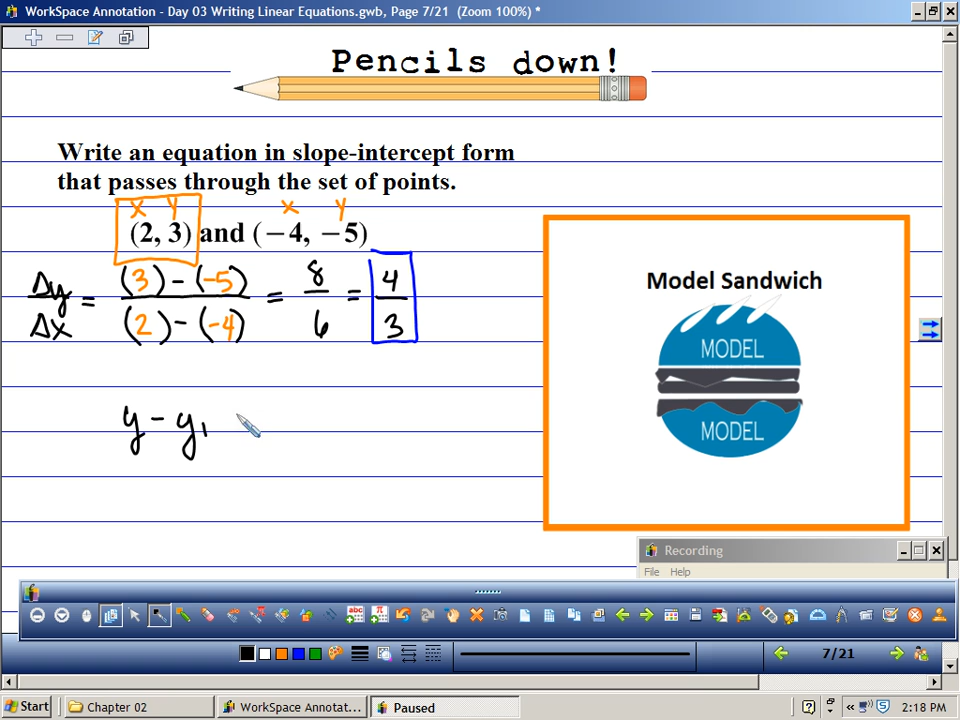 WorkSpace Annotation - Day 03 Writing Linear Equations.gwb, Page 7/21 (Zoom 100%) *
Pencils down!
Write an equation in slope-intercept form
that passes through the set of points.
x y x y
(2, 3) and (−4, −5)
Δy/Δx = (3) − (−5) / (2) − (−4) = 8/6 = 4/3
y − y₁
Model Sandwich
MODEL
MODEL
Recording
File Help
abc
π
7/21
Start
Chapter 02
WorkSpace Annotat...
Paused
?
«
S
2:18 PM